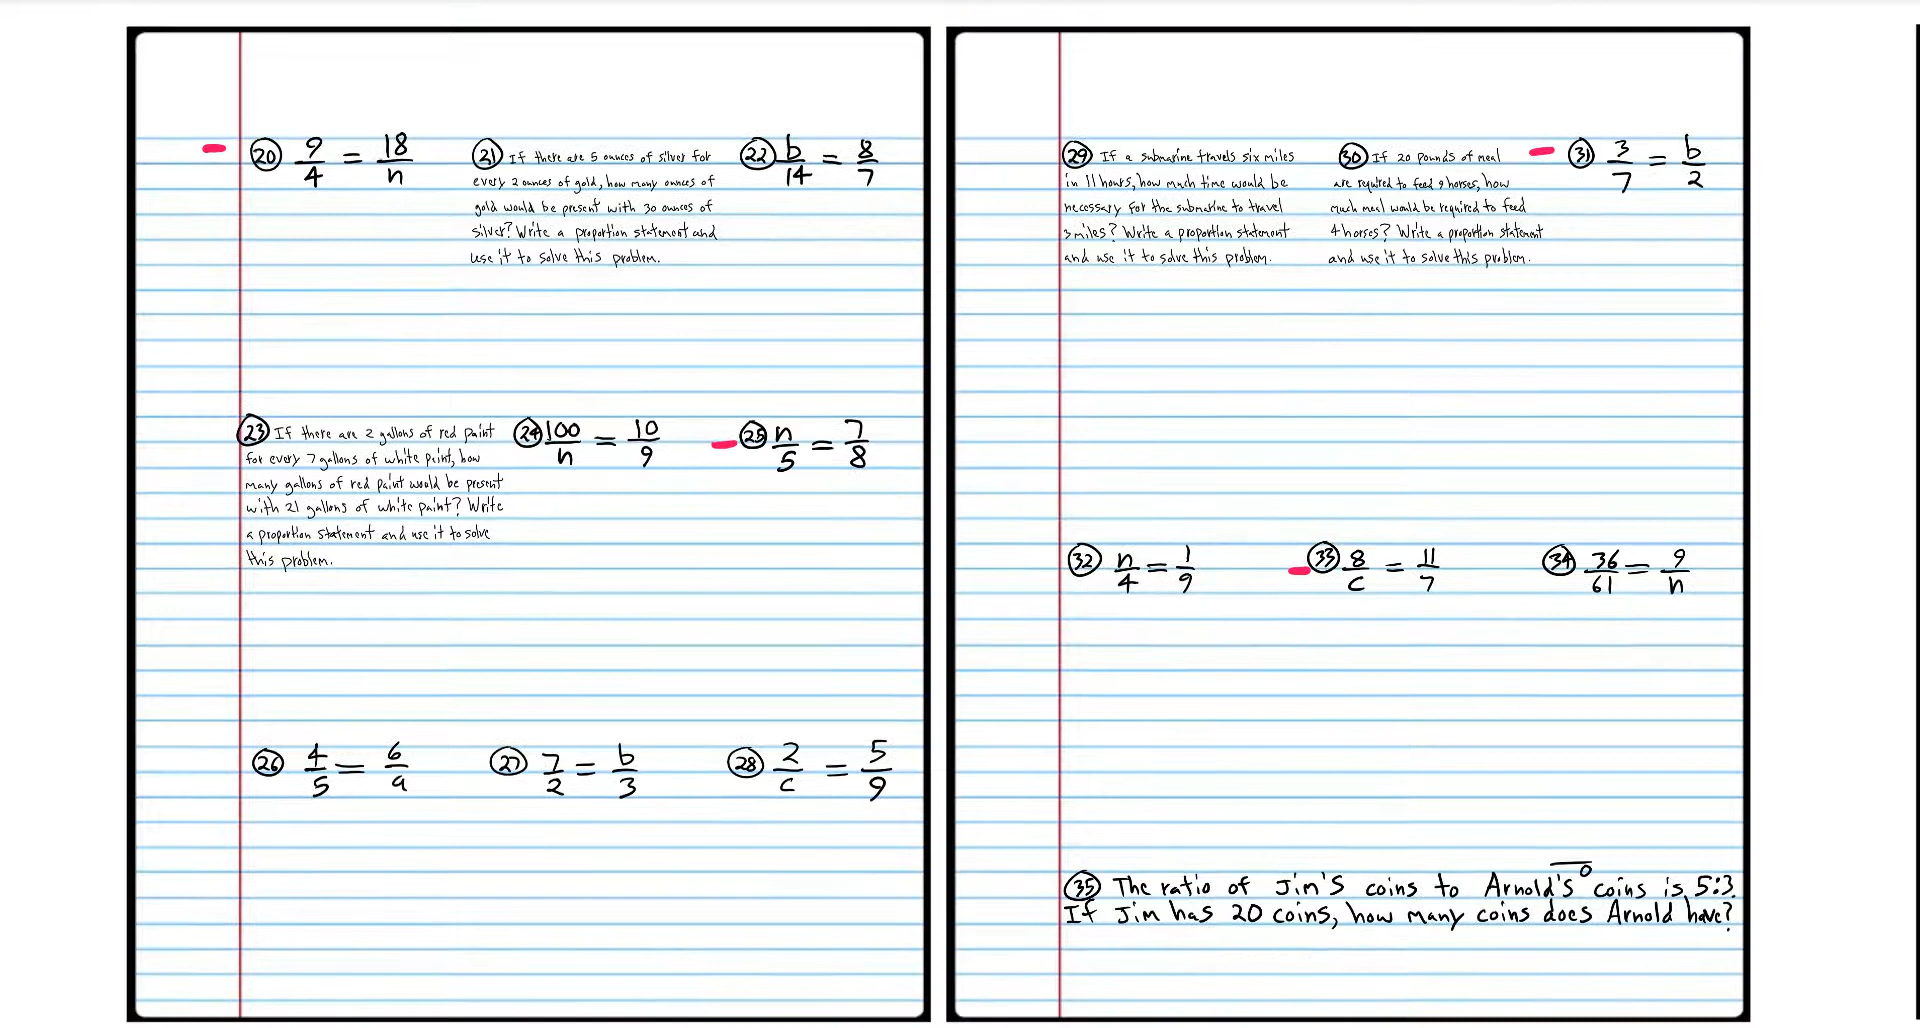 20 9/4 = 18/n
21 If there are 5 ounces of silver for
every 2 ounces of gold, how many ounces of
gold would be present with 30 ounces of
silver? Write a proportion statement and
use it to solve this problem.
22 b/14 = 8/7
23 If there are 2 gallons of red paint
for every 7 gallons of white paint, how
many gallons of red paint would be present
with 21 gallons of white paint? Write
a proportion statement and use it to solve
this problem.
24 100/n = 10/9
25 n/5 = 7/8
26 4/5 = 6/a
27 7/2 = b/3
28 2/c = 5/9
29 If a submarine travels six miles
in 11 hours, how much time would be
necessary for the submarine to travel
3 miles? Write a proportion statement
and use it to solve this problem.
30 If 20 pounds of meal
are required to feed 9 horses, how
much meal would be required to feed
4 horses? Write a proportion statement
and use it to solve this problem.
31 3/7 = b/2
32 n/4 = 1/9
33 8/c = 11/7
34 36/61 = 9/n
35 The ratio of Jim's coins to Arnold's coins is 5:3.
If Jim has 20 coins, how many coins does Arnold have?